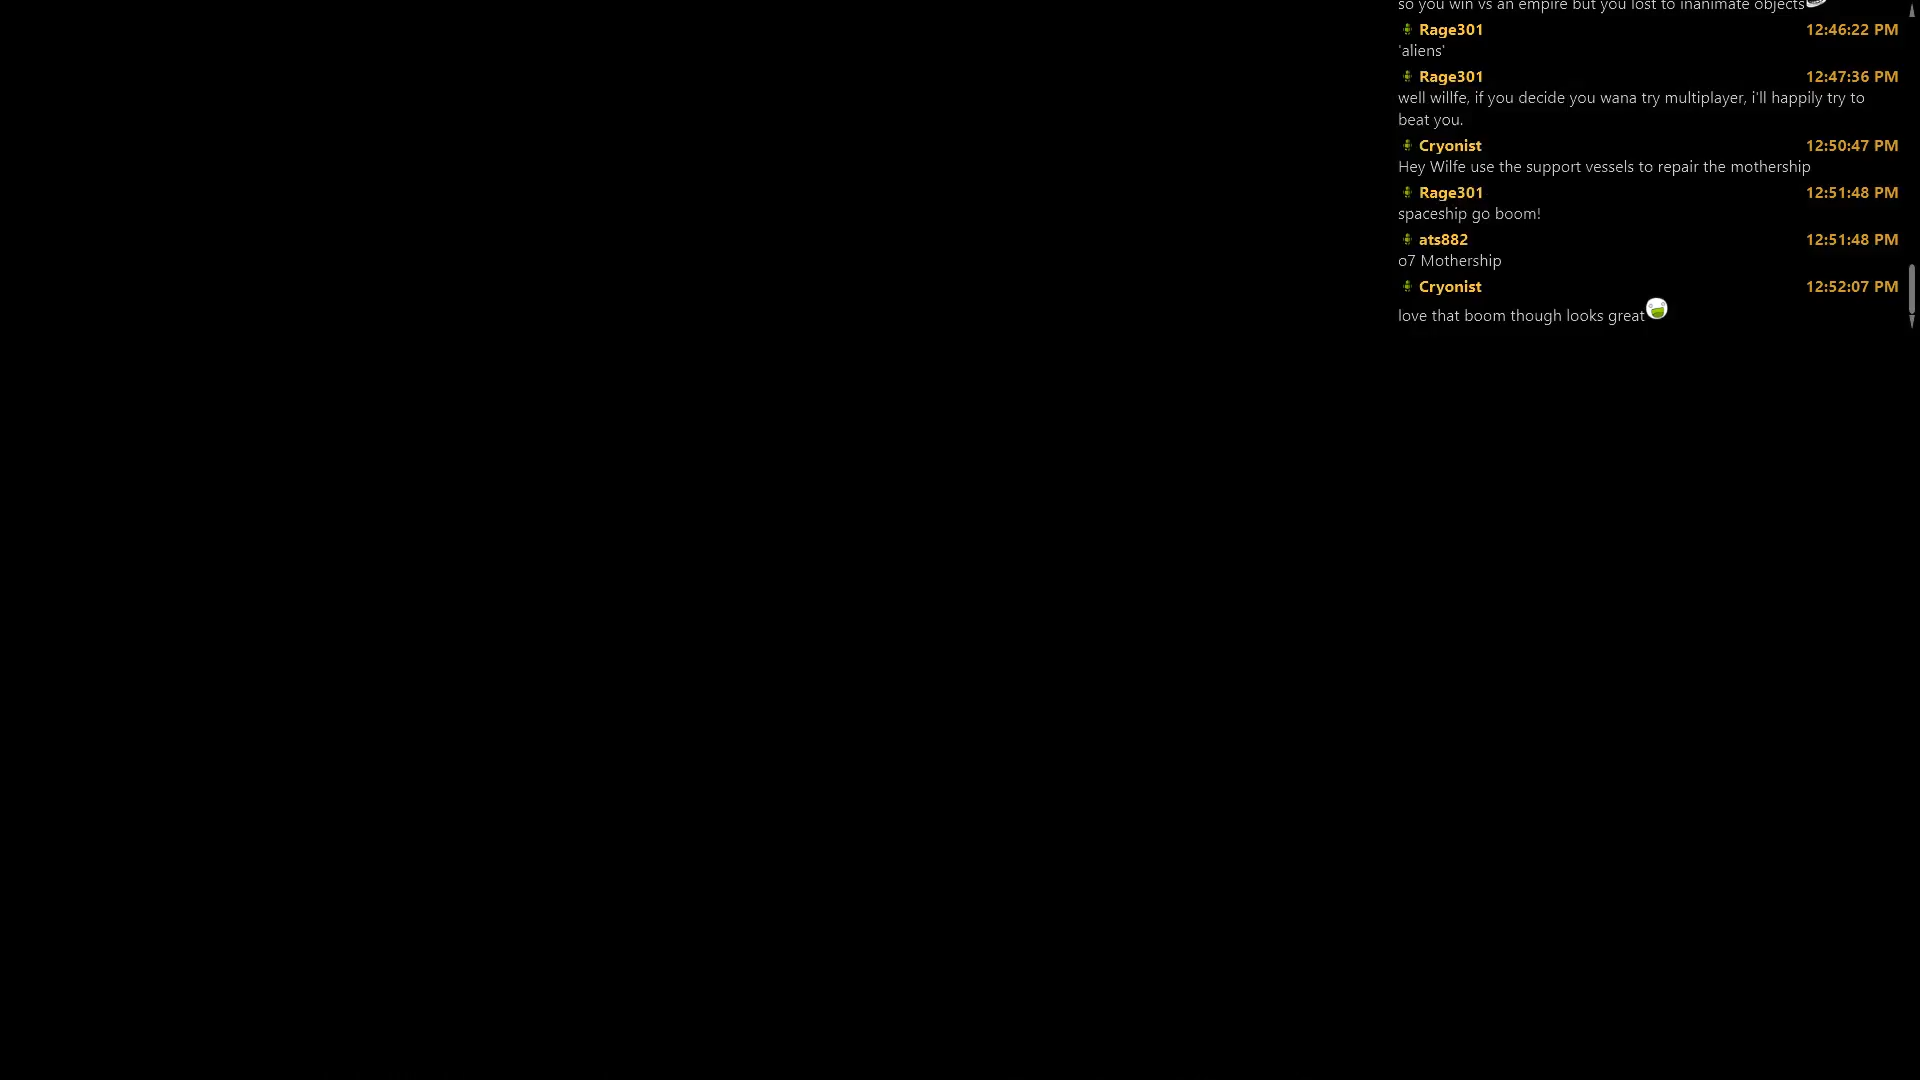 so you win vs an empire but you lost to inanimate objects
Rage301 12:46:22 PM
'aliens'
Rage301 12:47:36 PM
well willfe, if you decide you wana try multiplayer, i'll happily try to
beat you.
Cryonist 12:50:47 PM
Hey Wilfe use the support vessels to repair the mothership
Rage301 12:51:48 PM
spaceship go boom!
ats882 12:51:48 PM
o7 Mothership
Cryonist 12:52:07 PM
love that boom though looks great